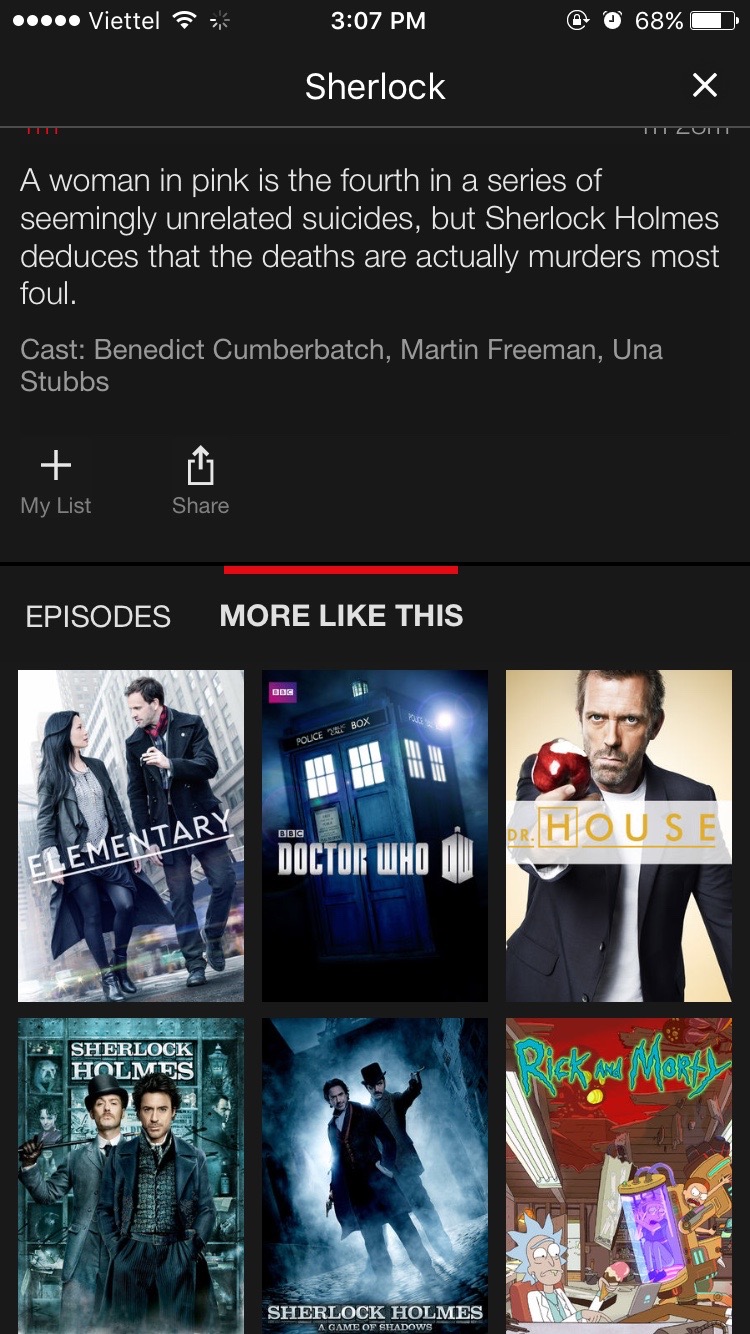 Viettel
3:07 PM
68%
Sherlock
A woman in pink is the fourth in a series of
seemingly unrelated suicides, but Sherlock Holmes
deduces that the deaths are actually murders most
foul.
Cast: Benedict Cumberbatch, Martin Freeman, Una
Stubbs
My List
Share
EPISODES
MORE LIKE THIS
ELEMENTARY
BBC
POLICE PUBLIC CALL BOX
BBC
DOCTOR WHO DW
DR. HOUSE
SHERLOCK
HOLMES
SHERLOCK HOLMES
A GAME OF SHADOWS
Rick and Morty